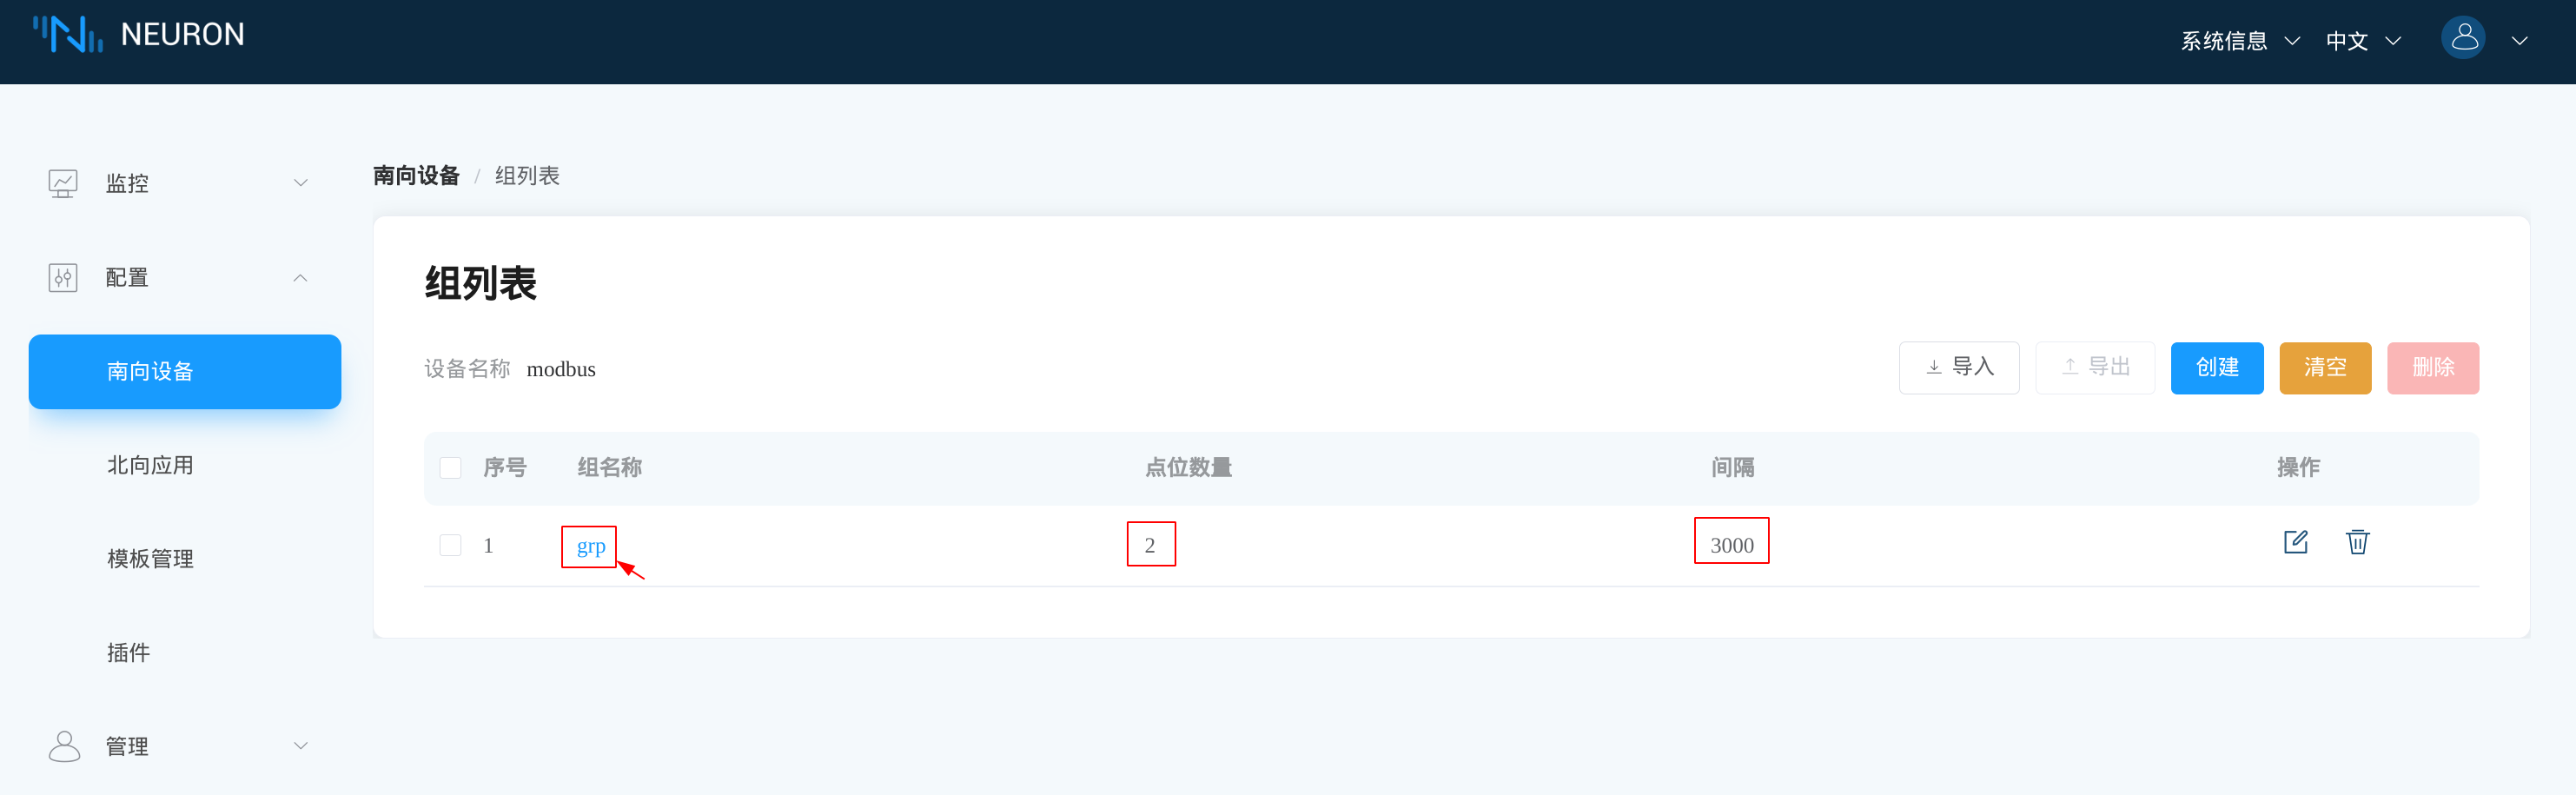 NEURON
系统信息 中文
监控
配置
南向设备
北向应用
模板管理
插件
管理
南向设备 / 组列表
组列表
设备名称 modbus
导入 导出 创建 清空 删除
序号 组名称 点位数量 间隔 操作
1 grp 2 3000